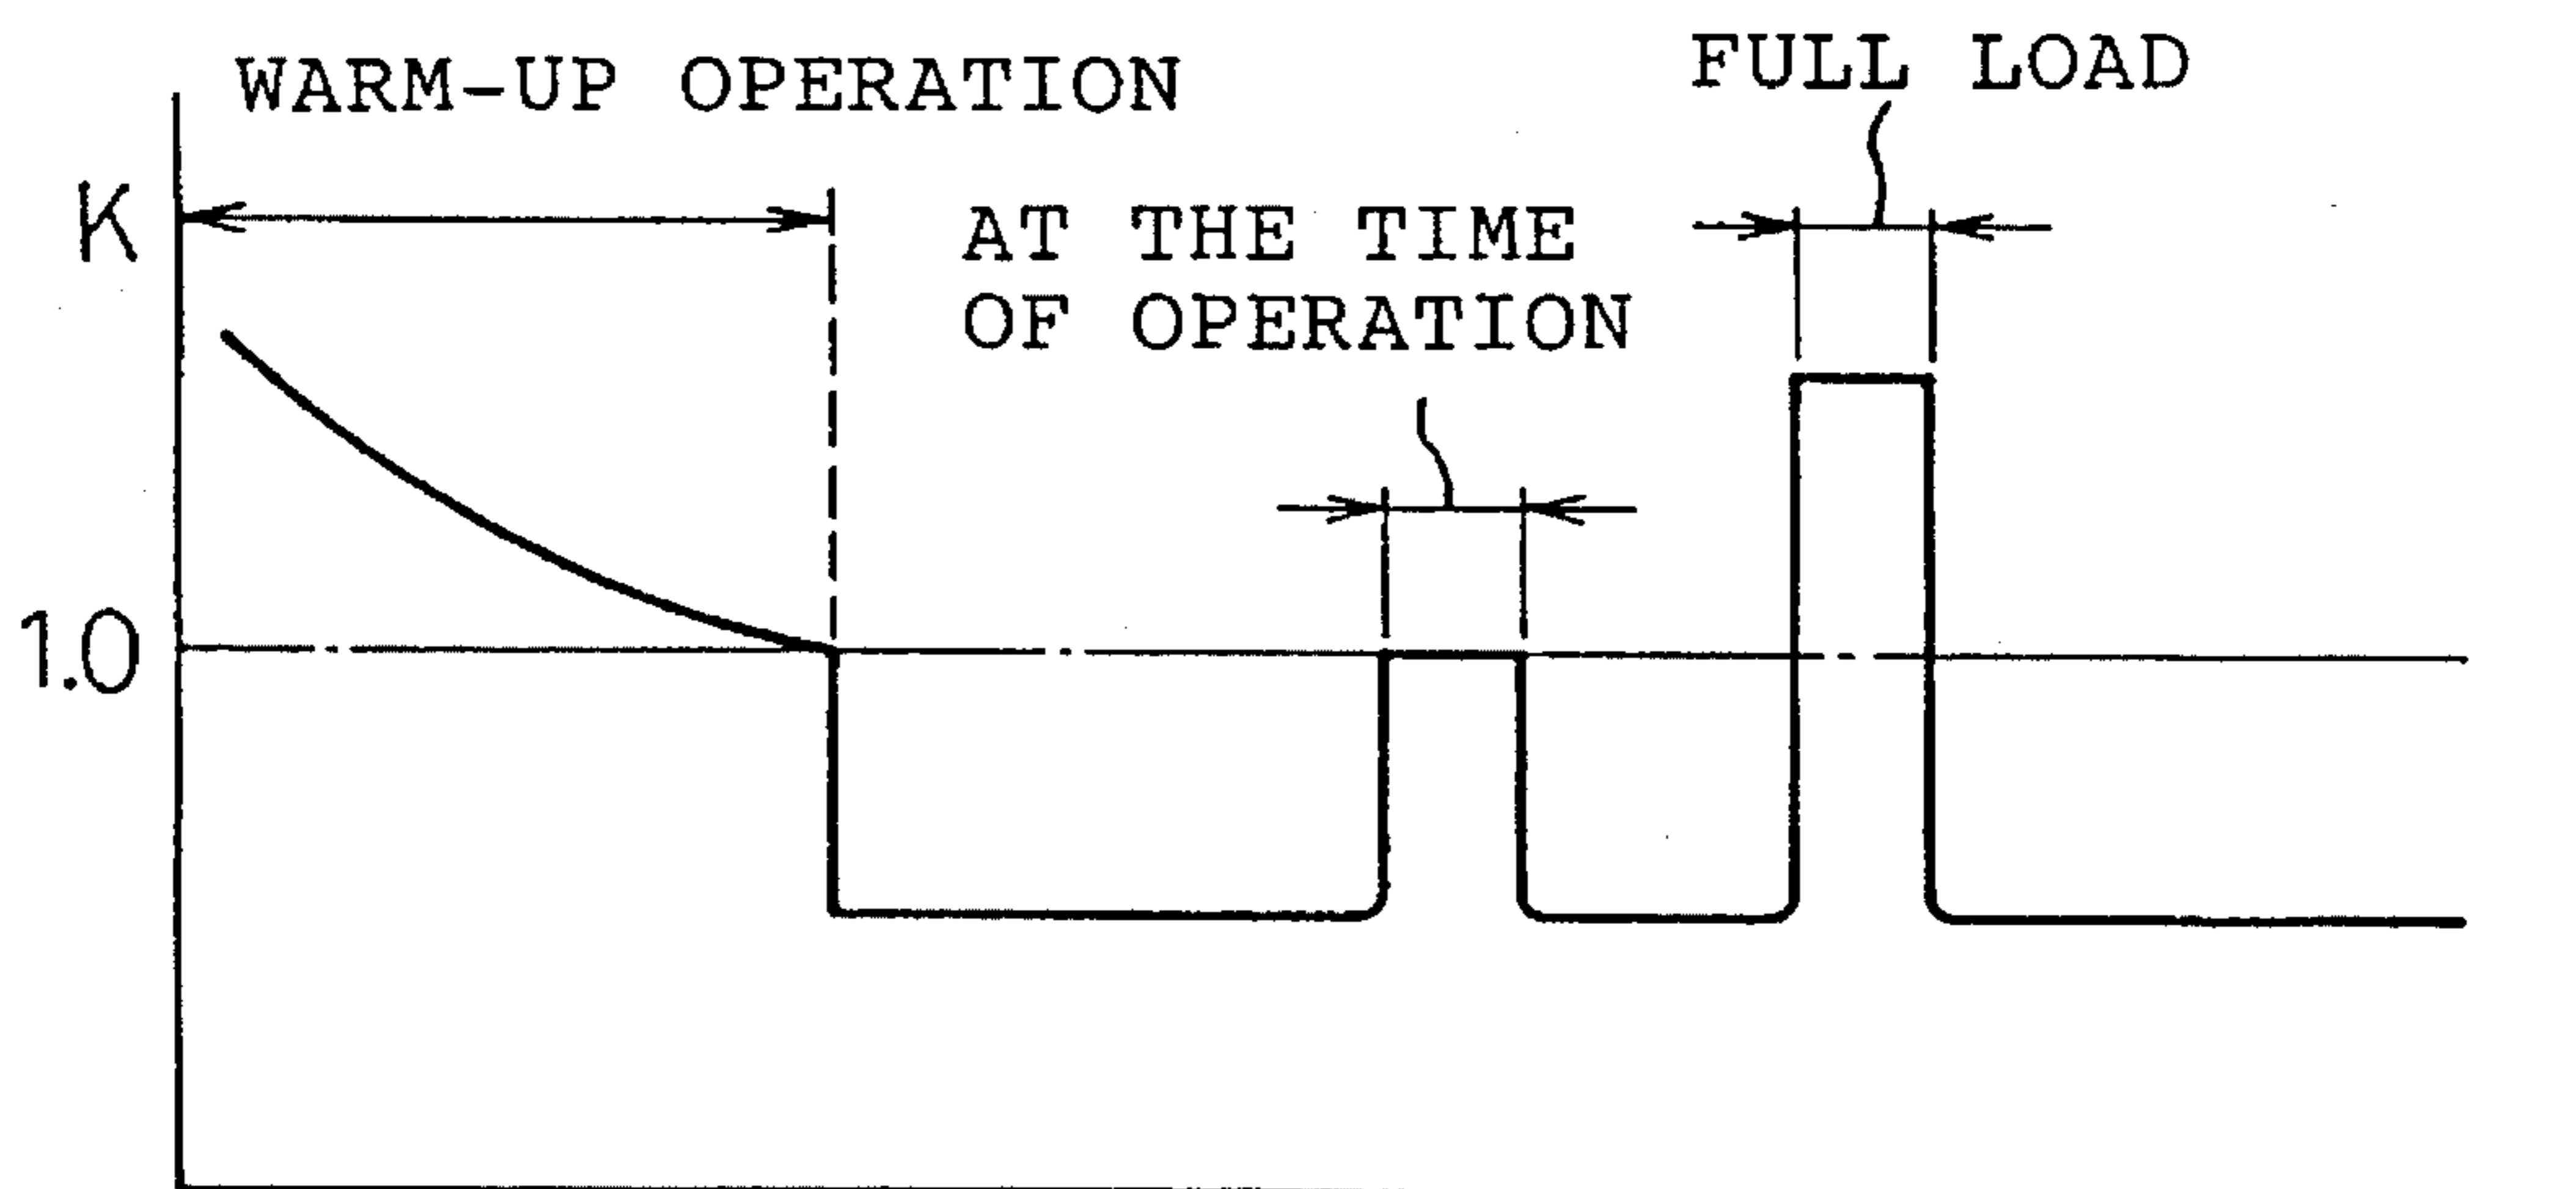 WARM-UP OPERATION
FULL LOAD
K
AT THE TIME
OF OPERATION
1.0